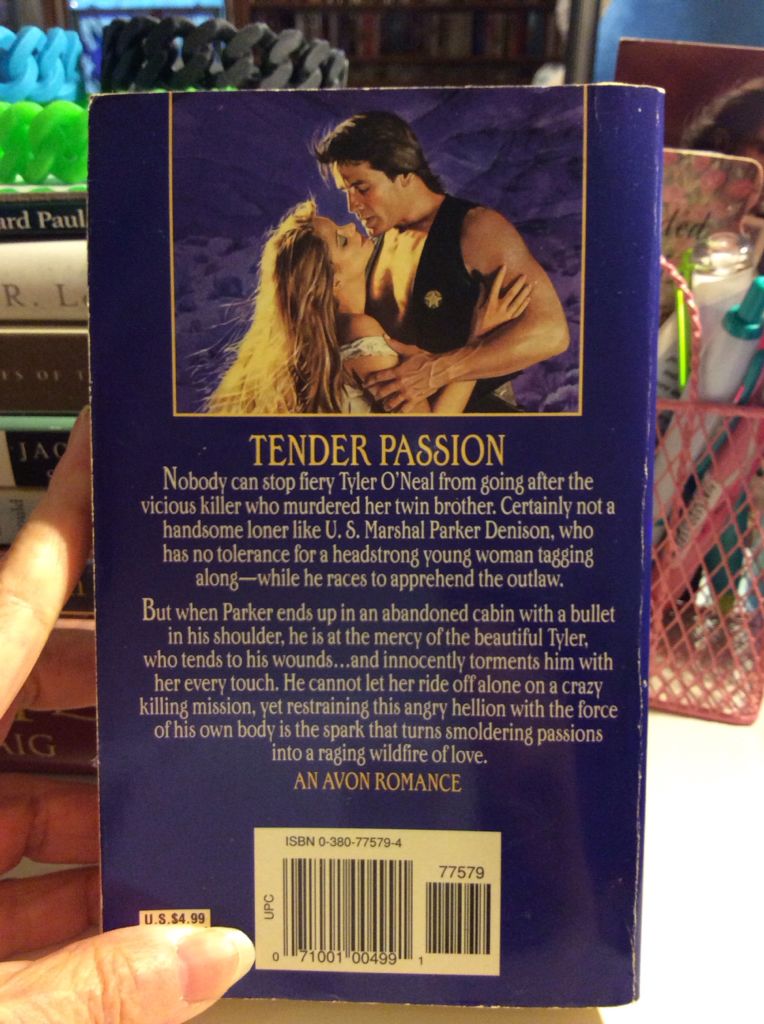 TENDER PASSION
Nobody can stop fiery Tyler O'Neal from going after the
vicious killer who murdered her twin brother. Certainly not a
handsome loner like U. S. Marshal Parker Denison, who
has no tolerance for a headstrong young woman tagging
along—while he races to apprehend the outlaw.
But when Parker ends up in an abandoned cabin with a bullet
in his shoulder, he is at the mercy of the beautiful Tyler,
who tends to his wounds...and innocently torments him with
her every touch. He cannot let her ride off alone on a crazy
killing mission, yet restraining this angry hellion with the force
of his own body is the spark that turns smoldering passions
into a raging wildfire of love.
AN AVON ROMANCE
ISBN 0-380-77579-4
77579
UPC
0 71001 00499 1
U.S.$4.99
ard Paul
R. L
ES OF T
JAC
AIG